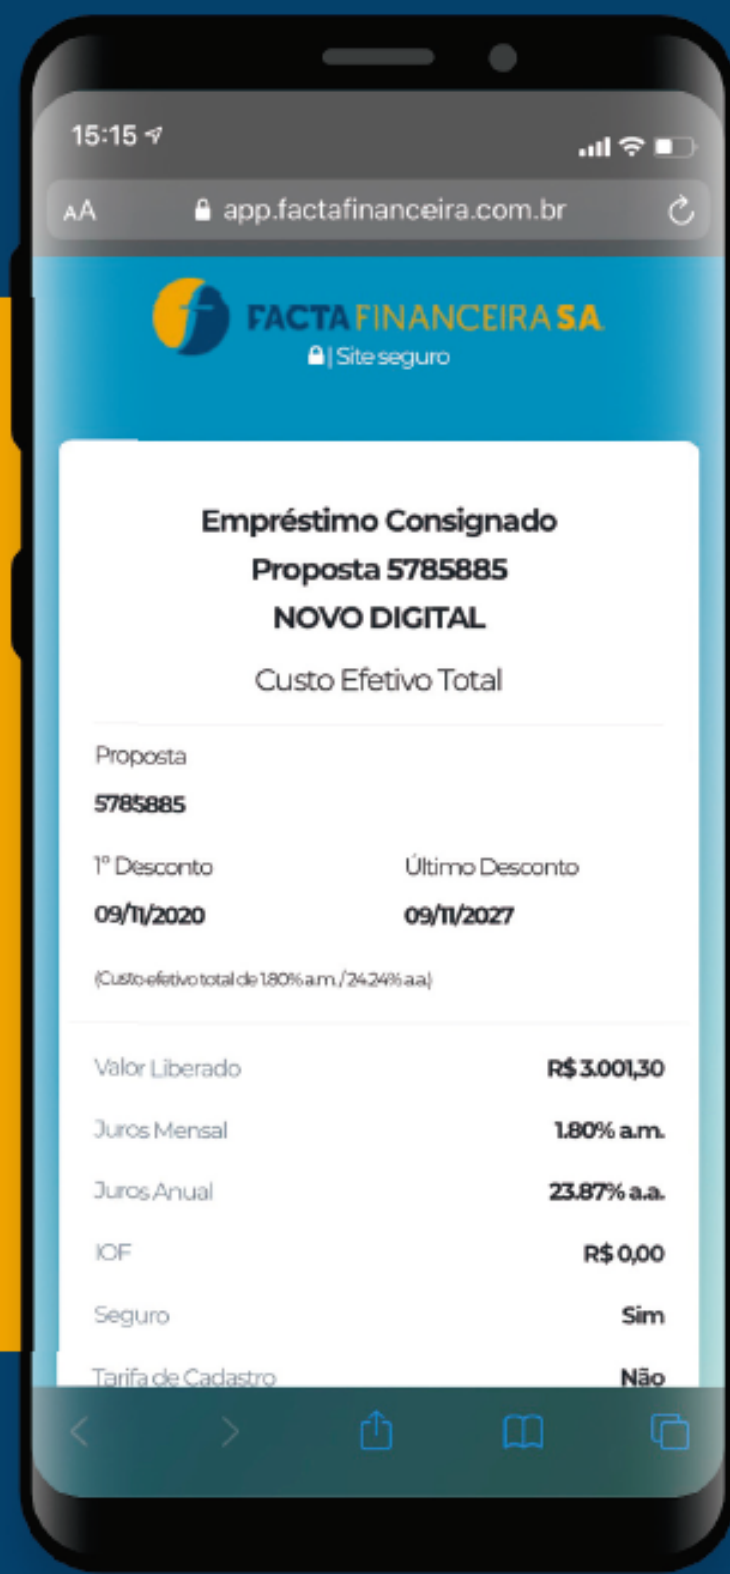 15:15
AA app.factafinanceira.com.br
FACTA FINANCEIRA S.A.
| Site seguro
Empréstimo Consignado
Proposta 5785885
NOVO DIGITAL
Custo Efetivo Total
Proposta
5785885
1º Desconto Último Desconto
09/11/2020 09/11/2027
(Custo efetivo total de 1.80% a.m. / 24.24% a.a.)
Valor Liberado R$ 3.001,30
Juros Mensal 1.80% a.m.
Juros Anual 23.87% a.a.
IOF R$ 0,00
Seguro Sim
Tarifa de Cadastro Não